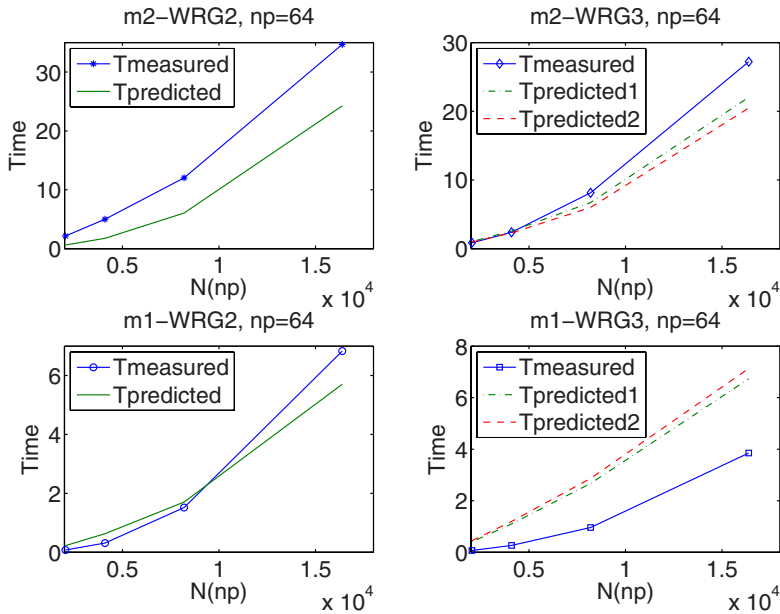 m2-WRG2, np=64
30
20
10
0
Time
Tmeasured
Tpredicted
0.5
1
1.5
N(np)
x 10^4
m2-WRG3, np=64
30
20
10
0
Time
Tmeasured
Tpredicted1
Tpredicted2
0.5
1
1.5
N(np)
x 10^4
m1-WRG2, np=64
6
4
2
0
Time
Tmeasured
Tpredicted
0.5
1
1.5
N(np)
x 10^4
m1-WRG3, np=64
8
6
4
2
0
Time
Tmeasured
Tpredicted1
Tpredicted2
0.5
1
1.5
N(np)
x 10^4